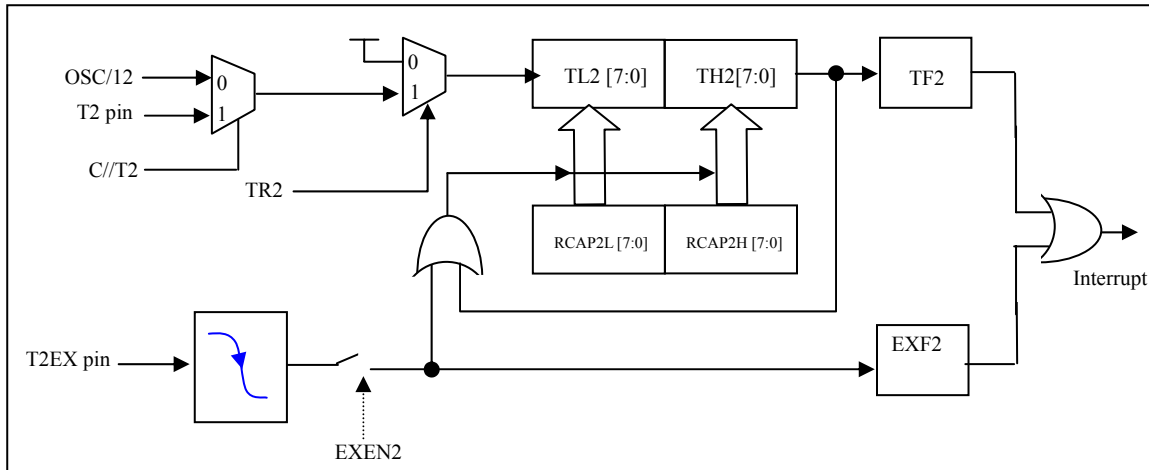 OSC/12
0
1
T2 pin
C//T2
0
1
TR2
TL2 [7:0]
TH2[7:0]
TF2
RCAP2L [7:0]
RCAP2H [7:0]
Interrupt
T2EX pin
EXEN2
EXF2